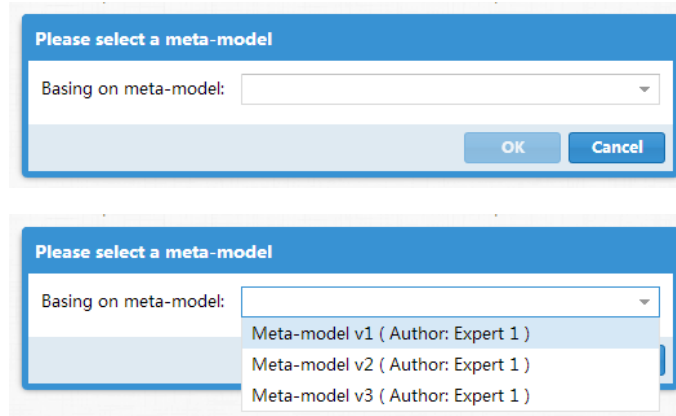 Please select a meta-model
Basing on meta-model:
OK Cancel
Please select a meta-model
Basing on meta-model:
Meta-model v1 ( Author: Expert 1 )
Meta-model v2 ( Author: Expert 1 )
Meta-model v3 ( Author: Expert 1 )